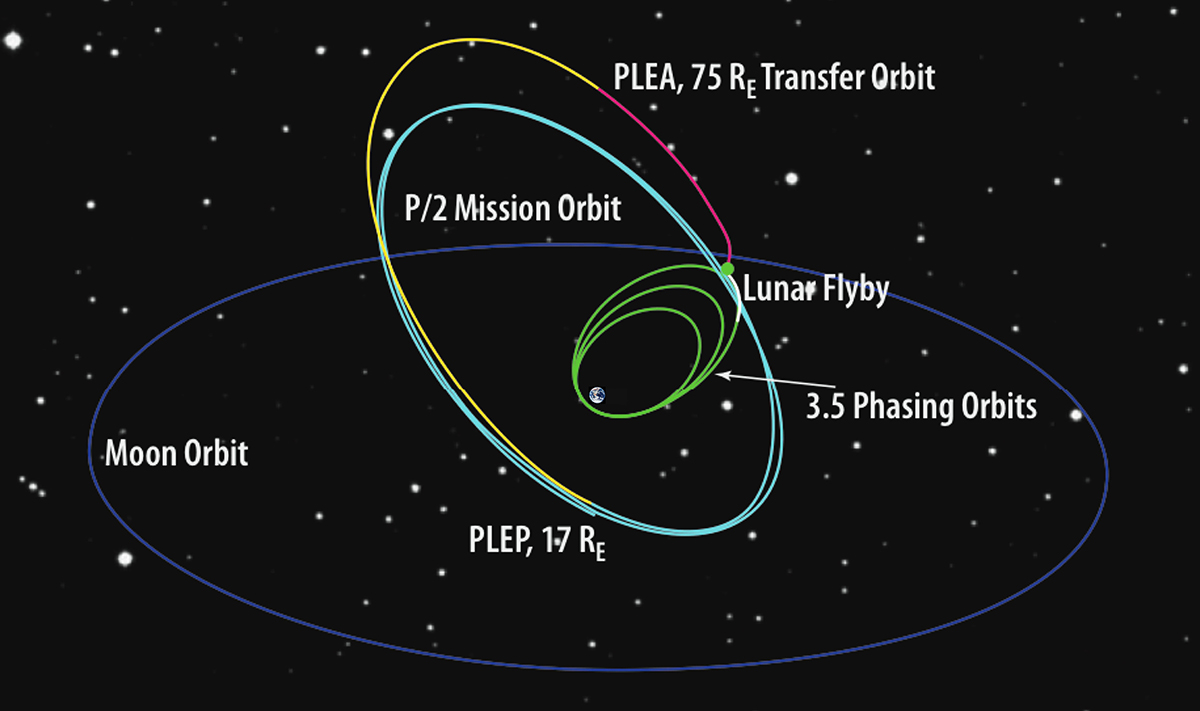 PLEA, 75 RE Transfer Orbit
P/2 Mission Orbit
Lunar Flyby
3.5 Phasing Orbits
Moon Orbit
PLEP, 17 RE